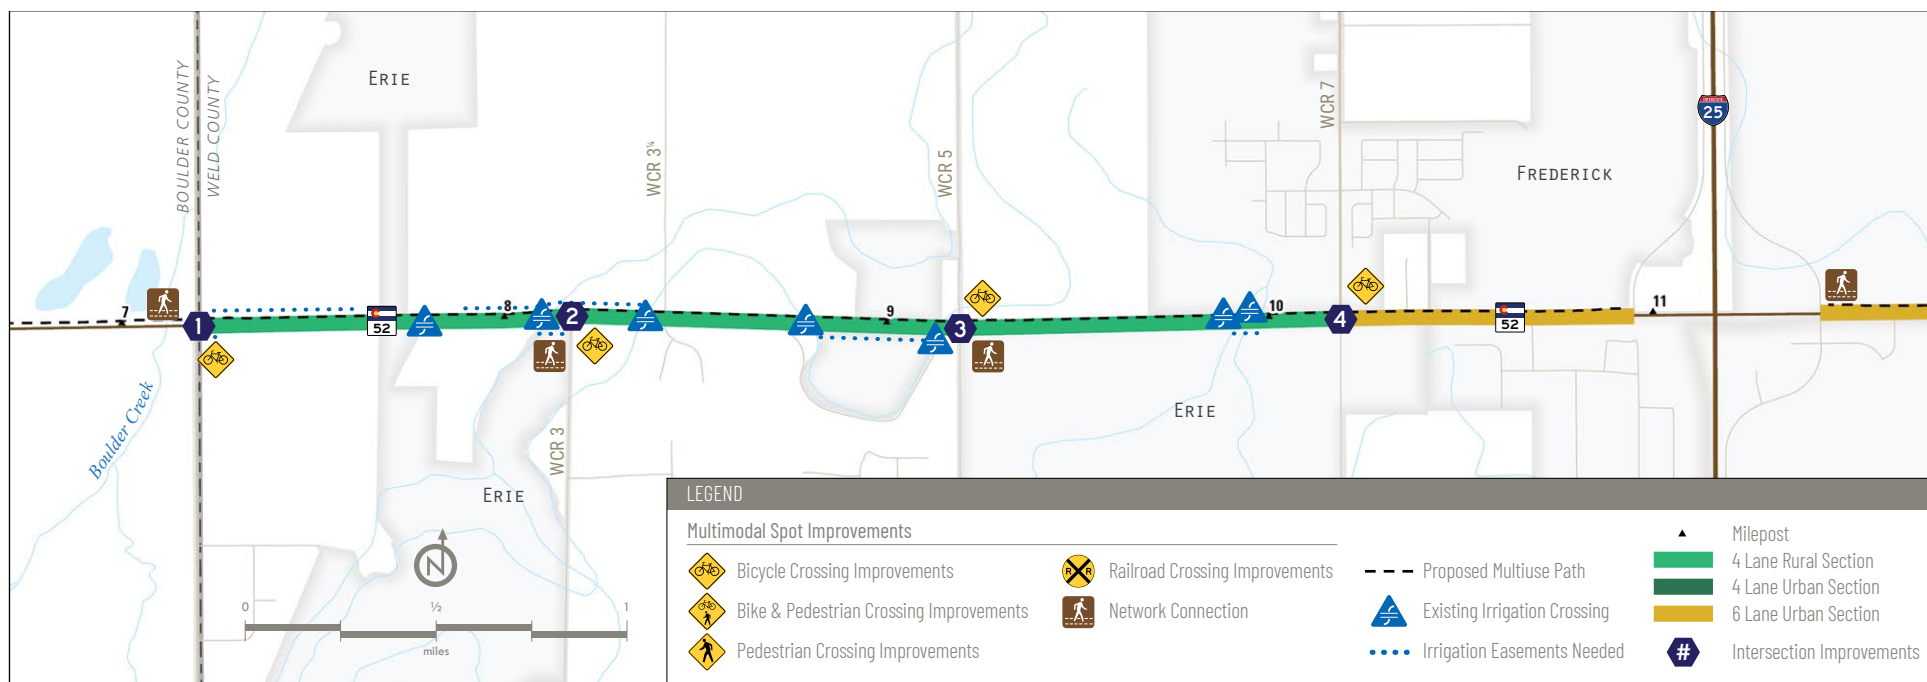 BOULDER COUNTY
WELD COUNTY
ERIE
WCR 3¼
WCR 5
WCR 7
INTERSTATE
25
FREDERICK
7
1
52
8
2
9
3
10
4
52
11
Boulder Creek
WCR 3
ERIE
ERIE
N
0
½
1
miles
LEGEND
Multimodal Spot Improvements
Bicycle Crossing Improvements
Bike & Pedestrian Crossing Improvements
Pedestrian Crossing Improvements
R R
Railroad Crossing Improvements
Network Connection
Proposed Multiuse Path
Existing Irrigation Crossing
Irrigation Easements Needed
Milepost
4 Lane Rural Section
4 Lane Urban Section
6 Lane Urban Section
# Intersection Improvements